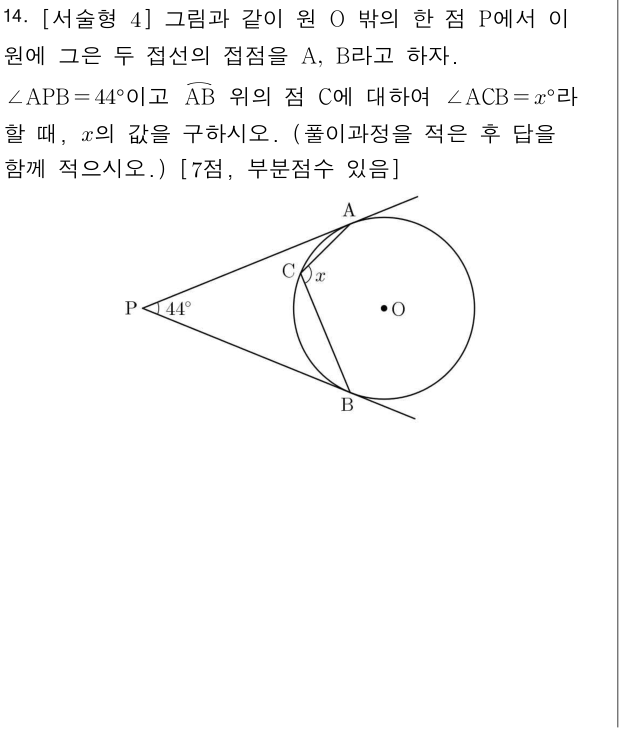 14. [서술형 4] 그림과 같이 원 O 밖의 한 점 P에서 이
원에 그은 두 접선의 접점을 A, B라고 하자.
∠APB=44°이고 \overparen{AB} 위의 점 C에 대하여 ∠ACB=x°라
할 때, x의 값을 구하시오. (풀이과정을 적은 후 답을
함께 적으시오.) [7점, 부분점수 있음]
A
C x
P 44° O
B